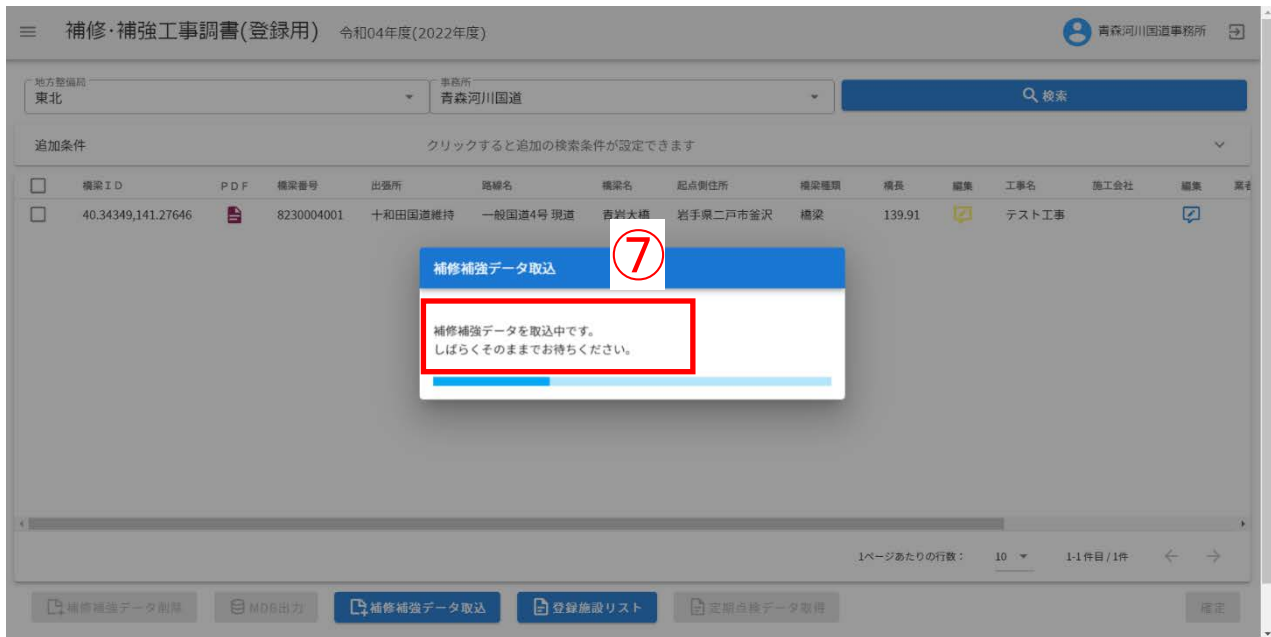 補修･補強工事調書(登録用) 令和04年度(2022年度) 青森河川国道事務所
地方整備局 事務所
東北 青森河川国道 検索
追加条件 クリックすると追加の検索条件が設定できます
橋梁ID PDF 橋梁番号 出張所 路線名 橋梁名 起点側住所 橋梁種類 橋長 編集 工事名 施工会社 編集
40.34349,141.27646 8230004001 十和田国道維持 一般国道4号 現道 青岩大橋 岩手県二戸市釜沢 橋梁 139.91 テスト工事
⑦
補修補強データ取込
補修補強データを取込中です。
しばらくそのままでお待ちください。
1ページあたりの行数： 10 1-1 件目 / 1件
補修補強データ削除 MDB出力 補修補強データ取込 登録施設リスト 定期点検データ取得 確定